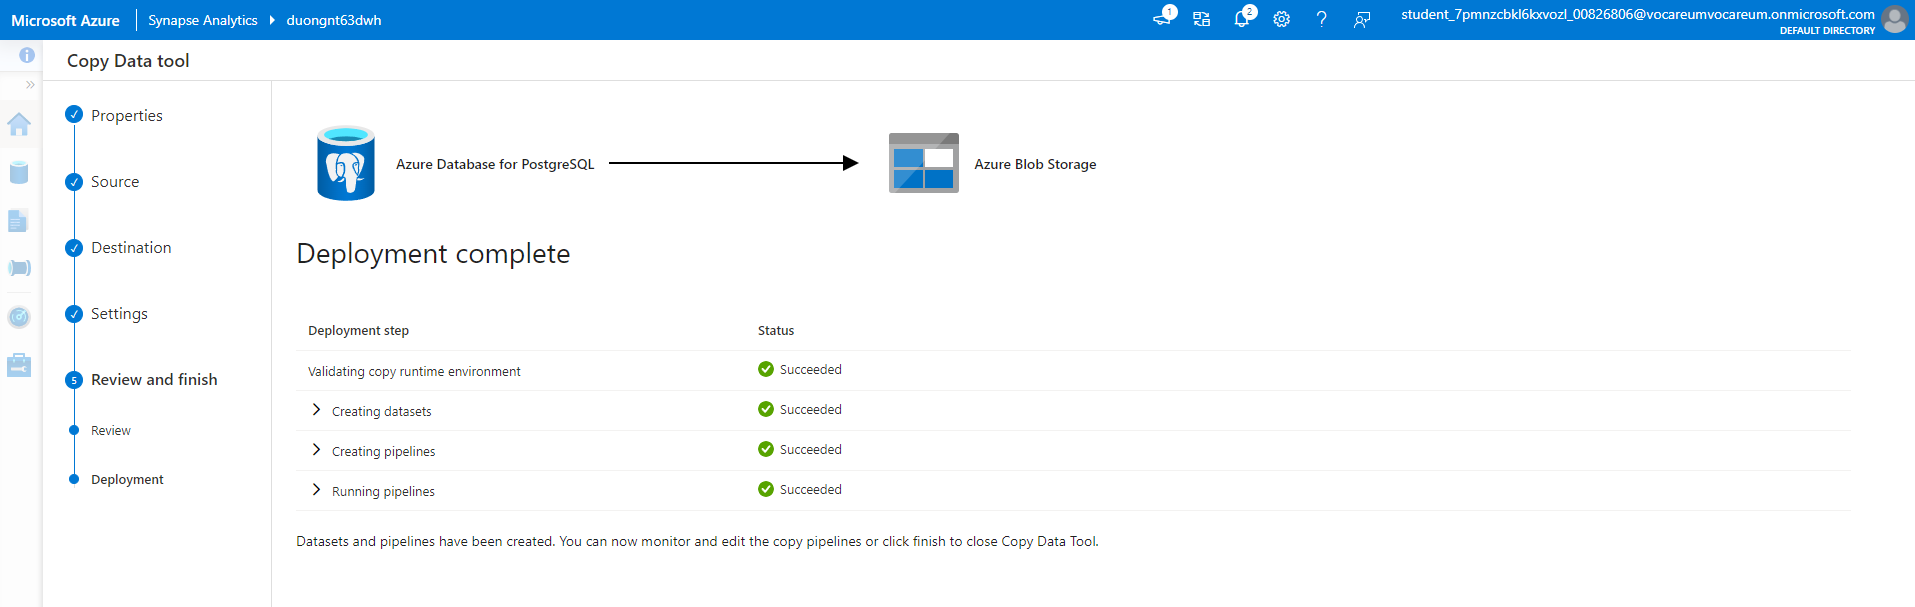 Microsoft Azure
Synapse Analytics
duongnt63dwh
1
2
student_7pmnzcbkl6kxvozl_00826806@vocareumvocareum.onmicrosoft.com
DEFAULT DIRECTORY
Copy Data tool
Properties
Source
Destination
Settings
5
Review and finish
Review
Deployment
Azure Database for PostgreSQL
Azure Blob Storage
Deployment complete
Deployment step
Status
Validating copy runtime environment
Succeeded
Creating datasets
Succeeded
Creating pipelines
Succeeded
Running pipelines
Succeeded
Datasets and pipelines have been created. You can now monitor and edit the copy pipelines or click finish to close Copy Data Tool.